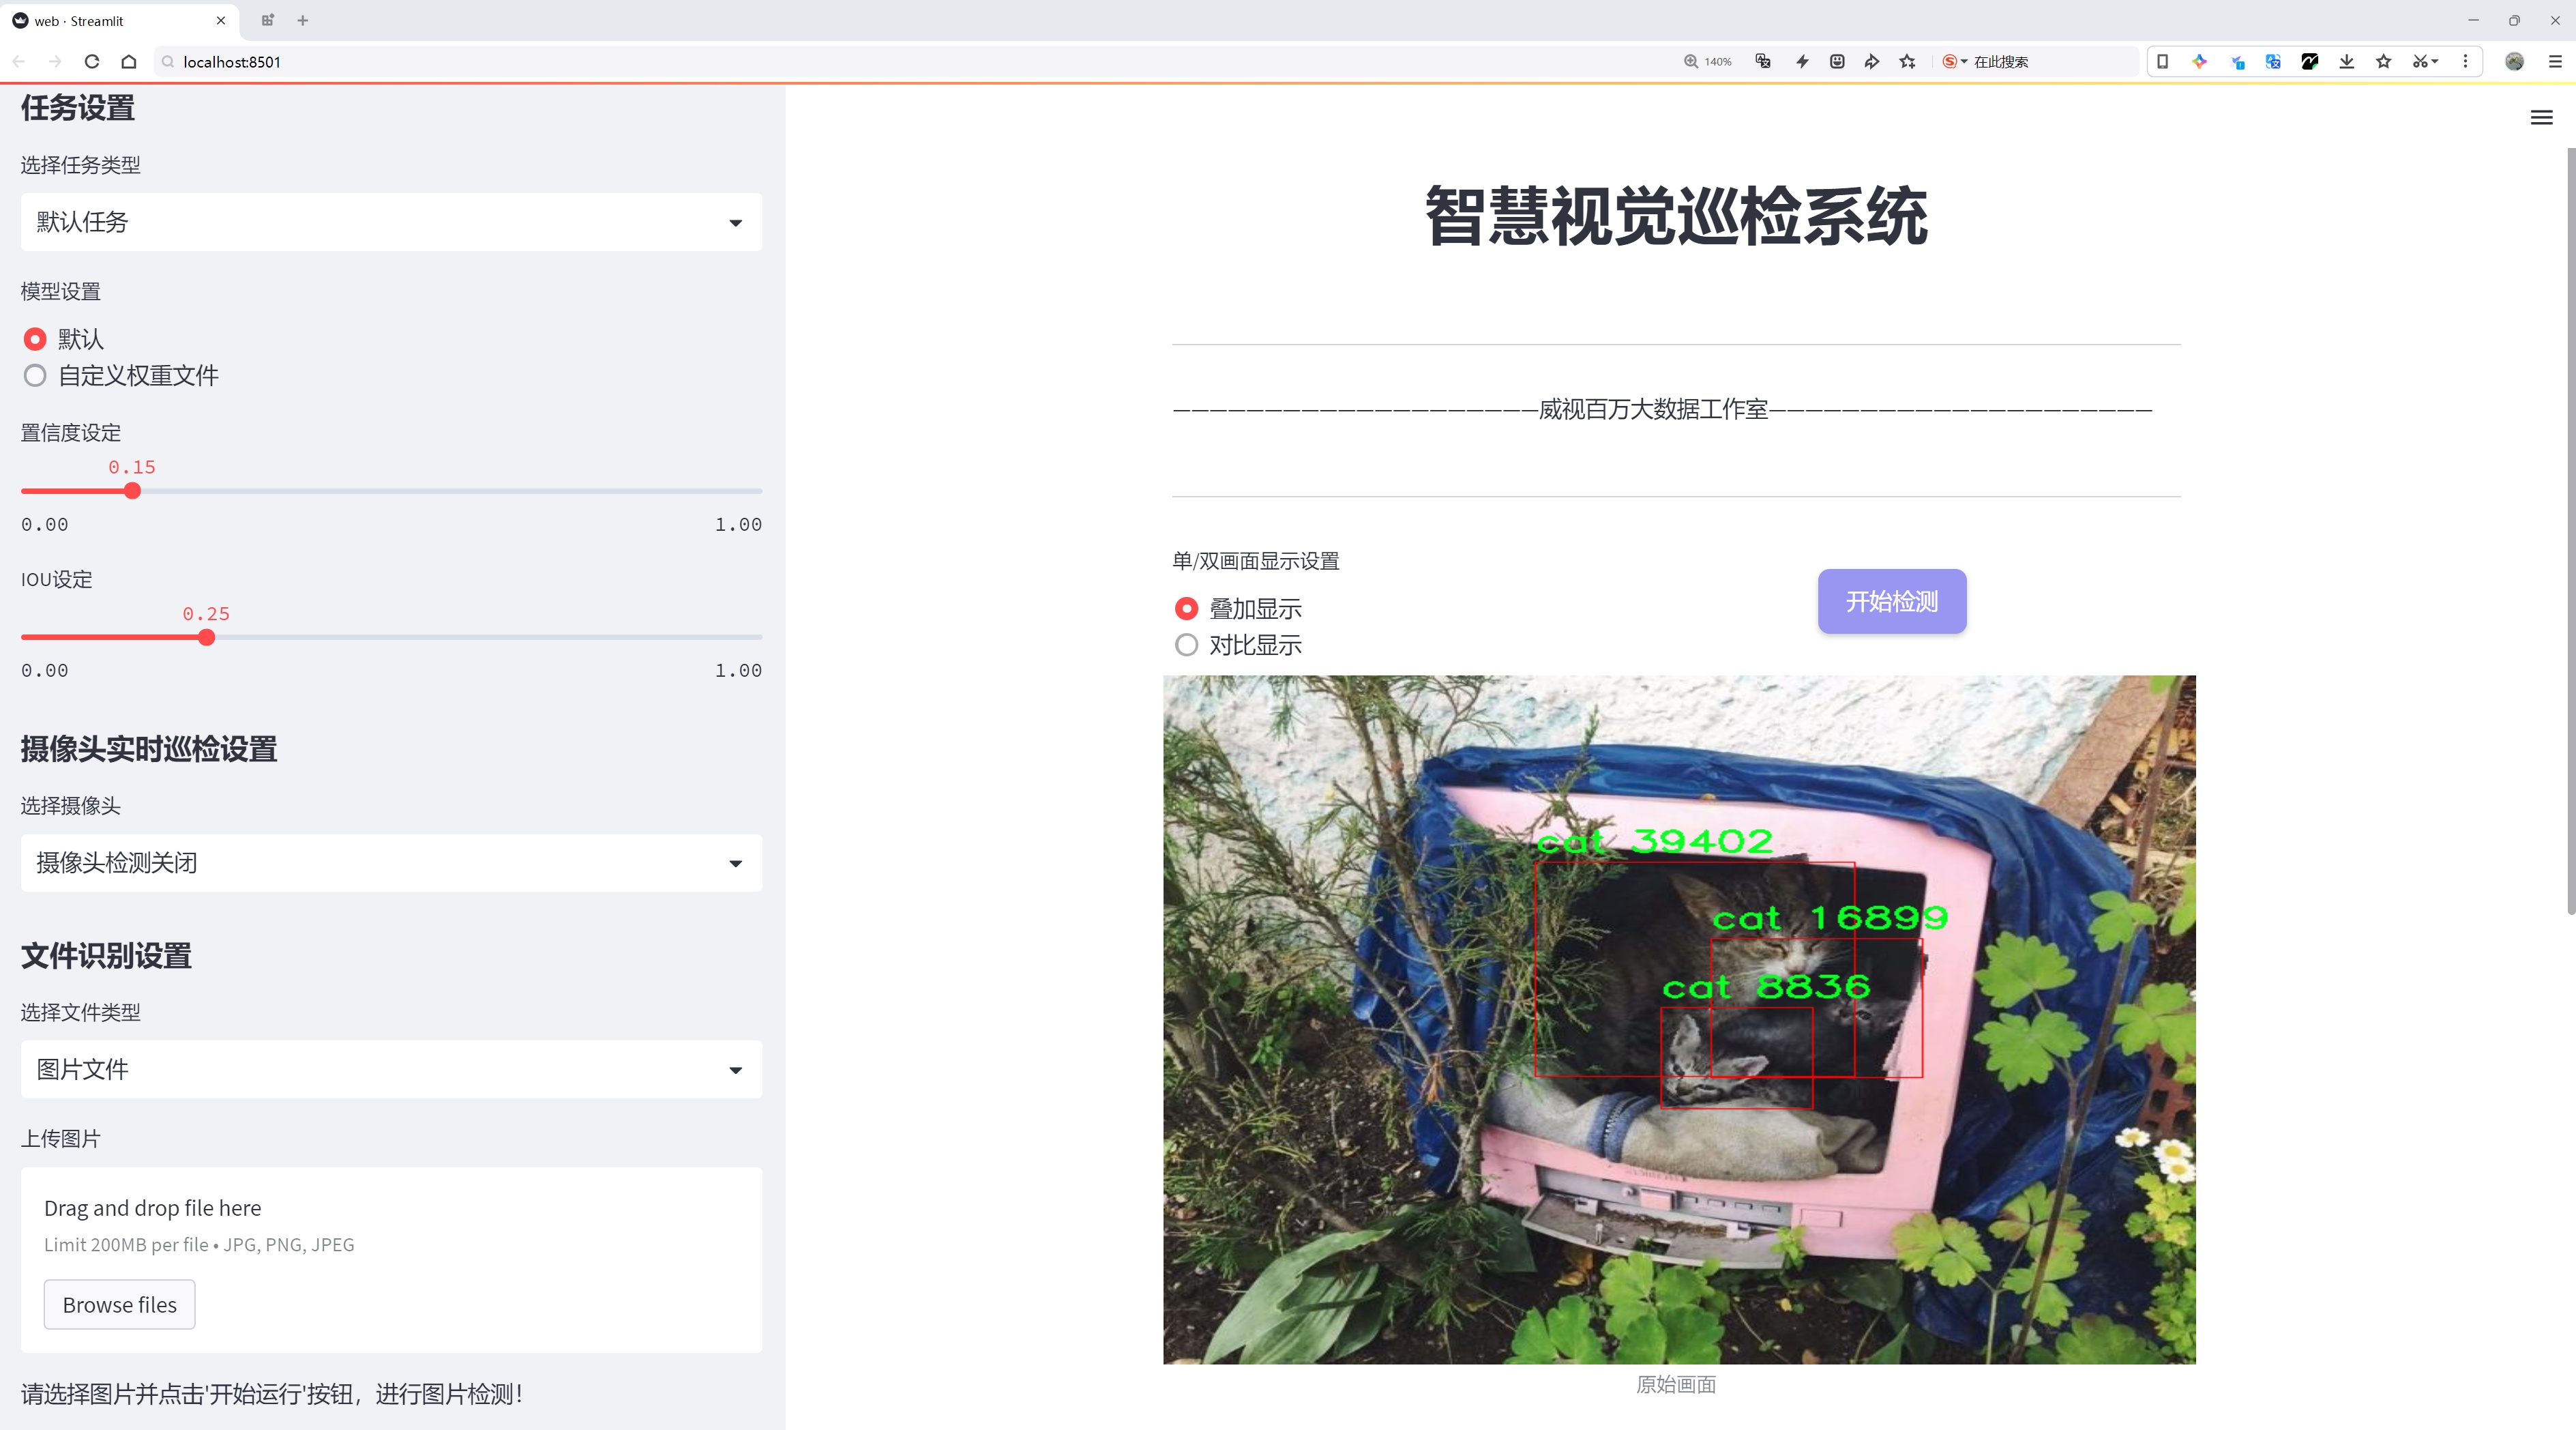 web · Streamlit
localhost:8501
140%
在此搜索
任务设置
选择任务类型
默认任务
模型设置
默认
自定义权重文件
置信度设定
0.15
0.00
1.00
IOU设定
0.25
0.00
1.00
摄像头实时巡检设置
选择摄像头
摄像头检测关闭
文件识别设置
选择文件类型
图片文件
上传图片
Drag and drop file here
Limit 200MB per file • JPG, PNG, JPEG
Browse files
请选择图片并点击'开始运行'按钮，进行图片检测！
智慧视觉巡检系统
————————————————————威视百万大数据工作室—————————————————————
单/双画面显示设置
叠加显示
对比显示
开始检测
cat 39402
cat 16899
cat 8836
原始画面